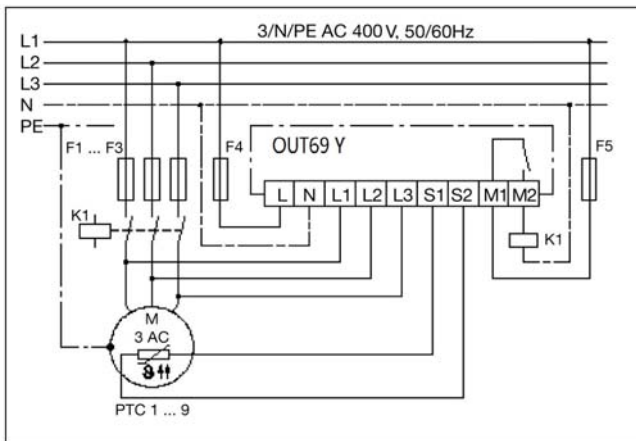 3/N/PE AC 400 V, 50/60Hz
L1
L2
L3
N
PE
F1 ... F3
F4
OUT69 Y
F5
L N L1 L2 L3 S1 S2 M1 M2
K1
K1
M
3 AC
ϑ
PTC 1 ... 9